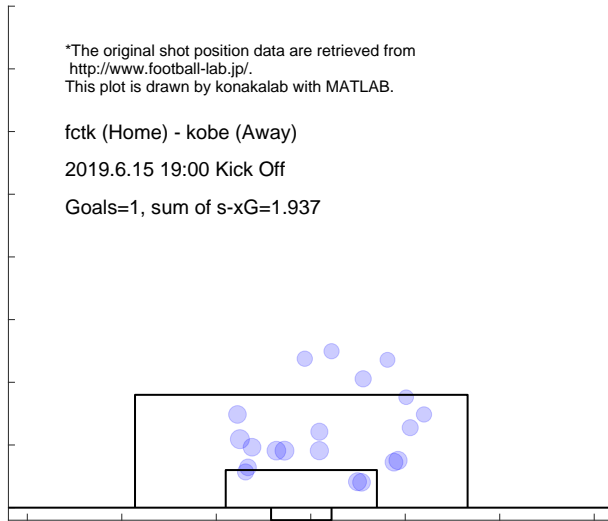 *The original shot position data are retrieved from
http://www.football-lab.jp/.
This plot is drawn by konakalab with MATLAB.
fctk (Home) - kobe (Away)
2019.6.15 19:00 Kick Off
Goals=1, sum of s-xG=1.937